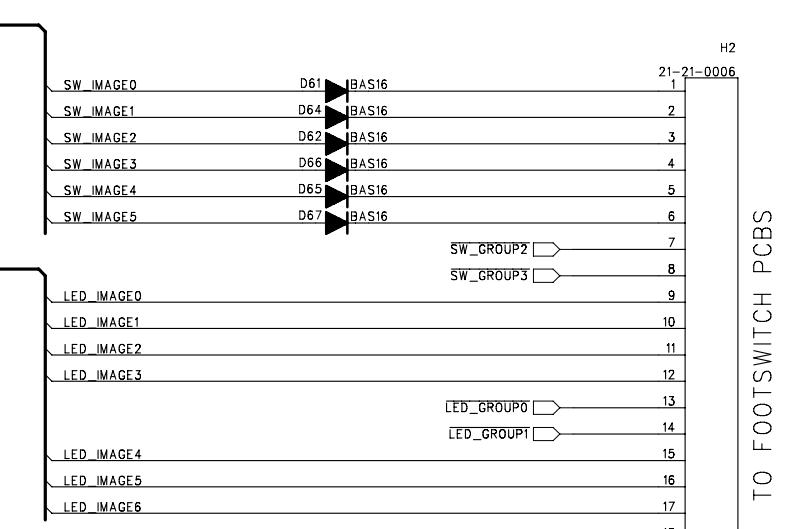 H2
21-21-0006
SW_IMAGE0 D61 BAS16 1
SW_IMAGE1 D64 BAS16 2
SW_IMAGE2 D62 BAS16 3
SW_IMAGE3 D66 BAS16 4
SW_IMAGE4 D65 BAS16 5
SW_IMAGE5 D67 BAS16 6
SW_GROUP2 7
SW_GROUP3 8
LED_IMAGE0 9
LED_IMAGE1 10
LED_IMAGE2 11
LED_IMAGE3 12
LED_GROUP0 13
LED_GROUP1 14
LED_IMAGE4 15
LED_IMAGE5 16
LED_IMAGE6 17
TO FOOTSWITCH PCBS